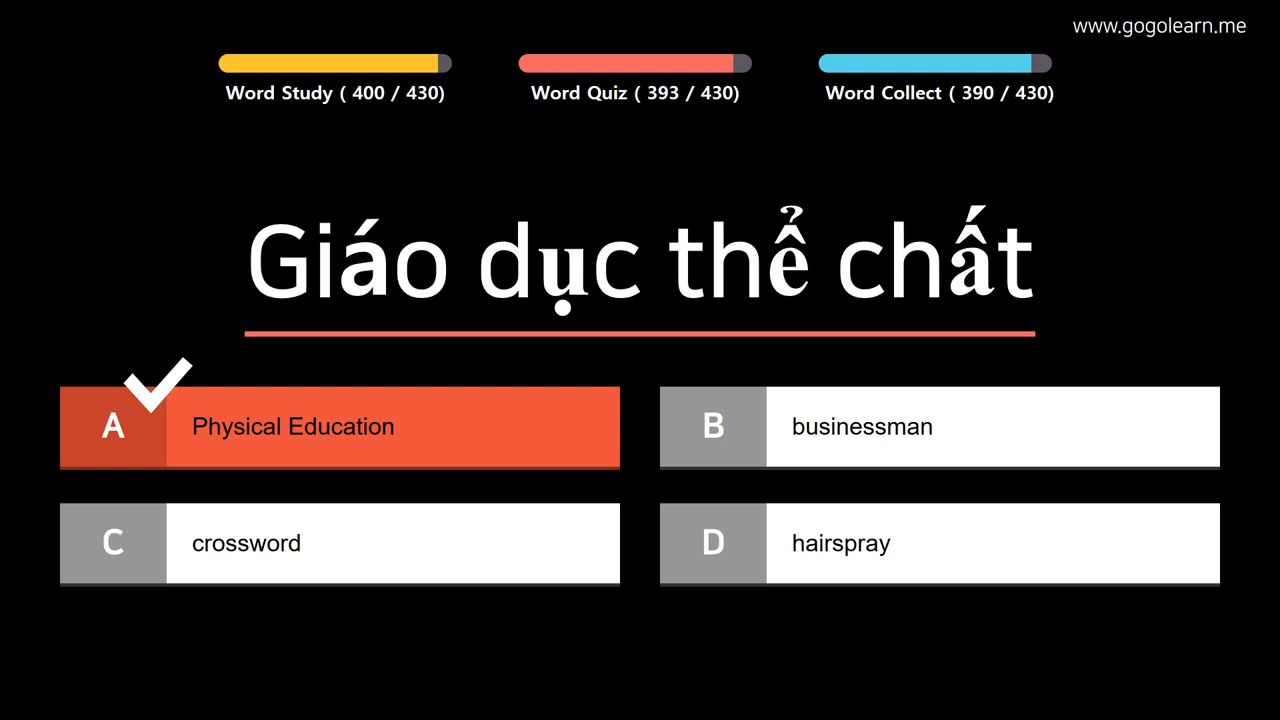 www.gogolearn.me
Word Study ( 400 / 430)
Word Quiz ( 393 / 430)
Word Collect ( 390 / 430)
Giáo dục thể chất
A Physical Education
B businessman
C crossword
D hairspray